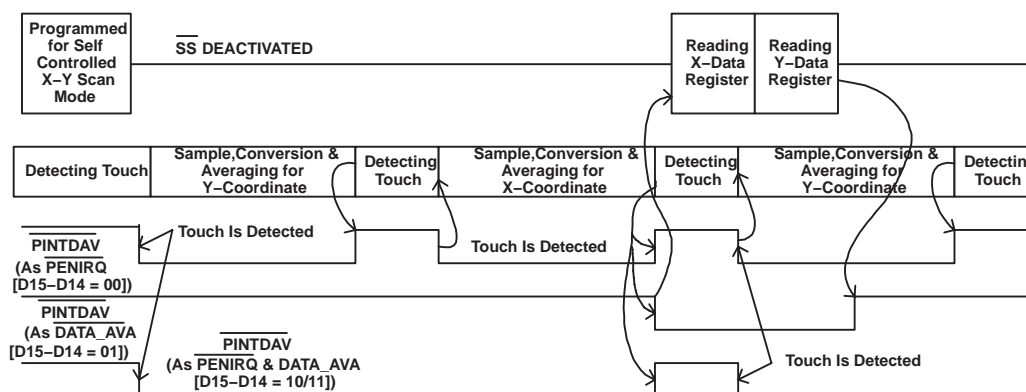 Programmed
for Self
Controlled
X–Y Scan
Mode
SS DEACTIVATED
Reading
X–Data
Register
Reading
Y–Data
Register
Detecting Touch
Sample,Conversion &
Averaging for
Y–Coordinate
Detecting
Touch
Sample,Conversion &
Averaging for
X–Coordinate
Detecting
Touch
Sample,Conversion &
Averaging for
Y–Coordinate
Detecting
Touch
Touch Is Detected
Touch Is Detected
PINTDAV
(As PENIRQ
[D15–D14 = 00])
PINTDAV
(As DATA_AVA
[D15–D14 = 01])
PINTDAV
(As PENIRQ & DATA_AVA
[D15–D14 = 10/11])
Touch Is Detected